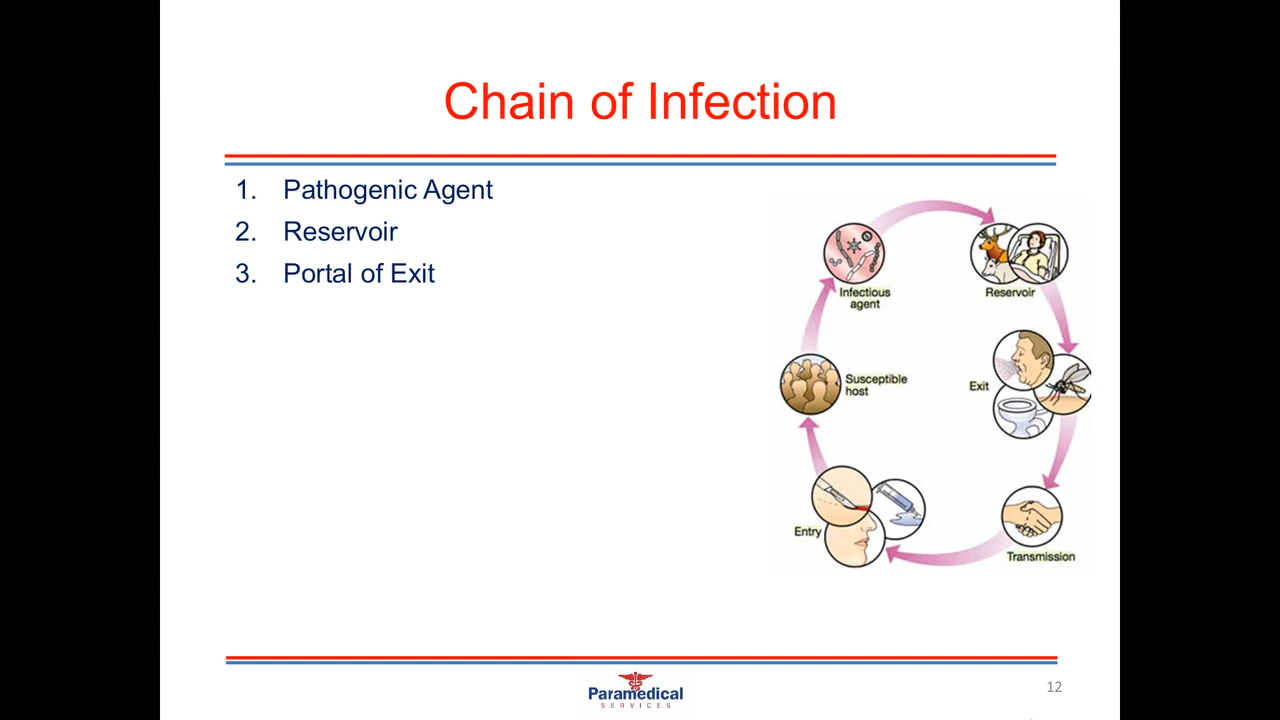 Chain of Infection
1. Pathogenic Agent
2. Reservoir
3. Portal of Exit
Infectious
agent
Reservoir
Susceptible
host
Exit
Entry
Transmission
Paramedical
SERVICES
12